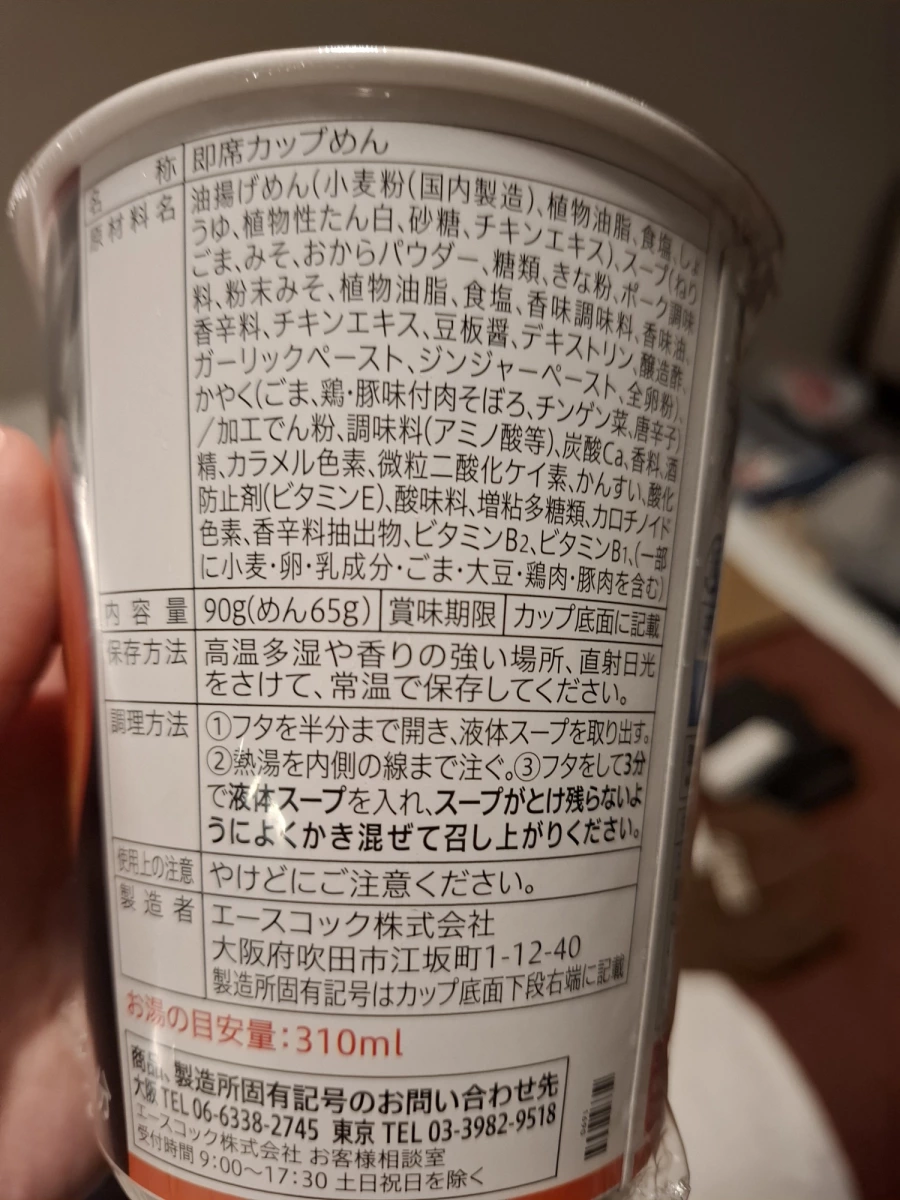 名称 即席カップめん
原材料名 油揚げめん(小麦粉(国内製造)、植物油脂、食塩、しょ
うゆ、植物性たん白、砂糖、チキンエキス)、スープ(ねり
ごま、みそ、おからパウダー、糖類、きな粉、ポーク調味
料、粉末みそ、植物油脂、食塩、香味調味料、香味油、
香辛料、チキンエキス、豆板醤、デキストリン、醸造酢、
ガーリックペースト、ジンジャーペースト、全卵粉)、
かやく(ごま、鶏・豚味付肉そぼろ、チンゲン菜、唐辛子)
/加工でん粉、調味料(アミノ酸等)、炭酸Ca、香料、酒
精、カラメル色素、微粒二酸化ケイ素、かんすい、酸化
防止剤(ビタミンE)、酸味料、増粘多糖類、カロチノイド
色素、香辛料抽出物、ビタミンB2、ビタミンB1、(一部
に小麦・卵・乳成分・ごま・大豆・鶏肉・豚肉を含む)
内容量 90g(めん65g) 賞味期限 カップ底面に記載
保存方法 高温多湿や香りの強い場所、直射日光
をさけて、常温で保存してください。
調理方法 ①フタを半分まで開き、液体スープを取り出す。
②熱湯を内側の線まで注ぐ。③フタをして3分
で液体スープを入れ、スープがとけ残らないよ
うによくかき混ぜて召し上がりください。
使用上の注意 やけどにご注意ください。
製造者 エースコック株式会社
大阪府吹田市江坂町1-12-40
製造所固有記号はカップ底面下段右端に記載
お湯の目安量:310ml
商品、製造所固有記号のお問い合わせ先
大阪 TEL 06-6338-2745 東京 TEL 03-3982-9518
エースコック株式会社 お客様相談室
受付時間 9:00〜17:30 土日祝日を除く
分